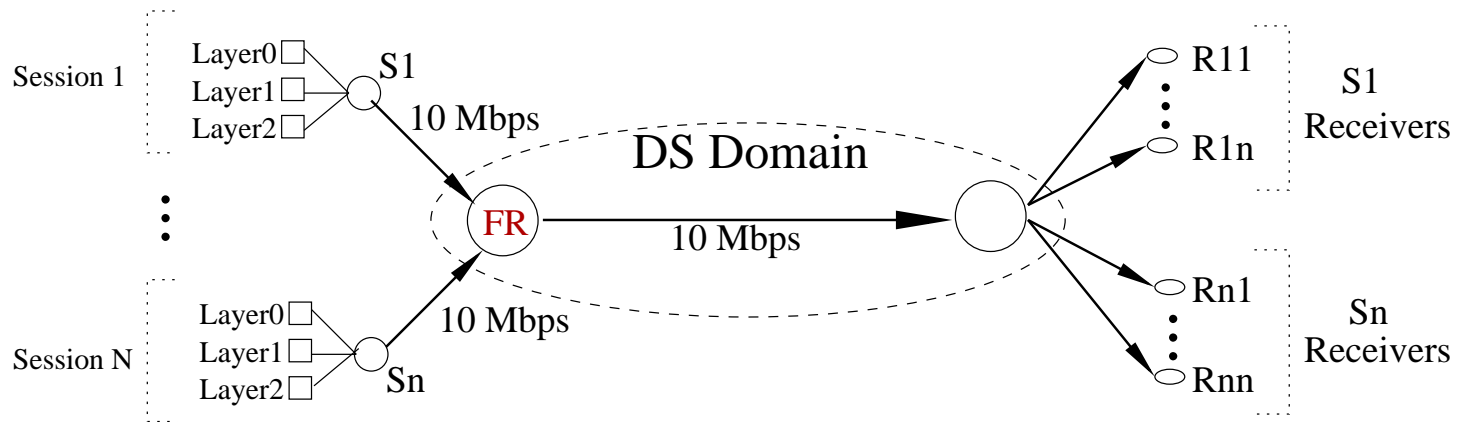 Session 1
Layer0
Layer1
Layer2
S1
10 Mbps
DS Domain
FR
10 Mbps
R11
R1n
S1
Receivers
Session N
Layer0
Layer1
Layer2
Sn
10 Mbps
Rn1
Rnn
Sn
Receivers